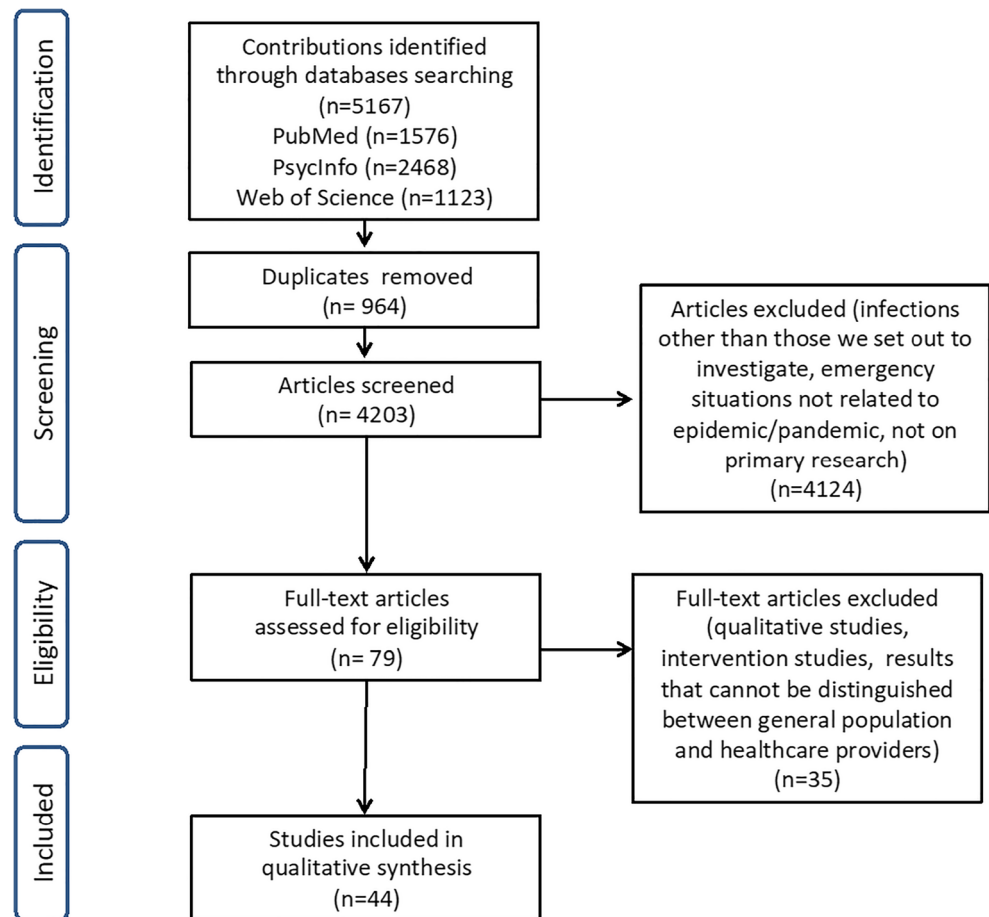 Identification
Contributions identified
through databases searching
(n=5167)
PubMed (n=1576)
PsycInfo (n=2468)
Web of Science (n=1123)
Screening
Duplicates  removed
(n= 964)
Articles screened
(n= 4203)
Articles excluded (infections
other than those we set out to
investigate, emergency
situations not related to
epidemic/pandemic, not on
primary research)
(n=4124)
Eligibility
Full-text articles
assessed for eligibility
(n= 79)
Full-text articles excluded
(qualitative studies,
intervention studies,  results
that cannot be distinguished
between general population
and healthcare providers)
(n=35)
Included
Studies included in
qualitative synthesis
(n=44)